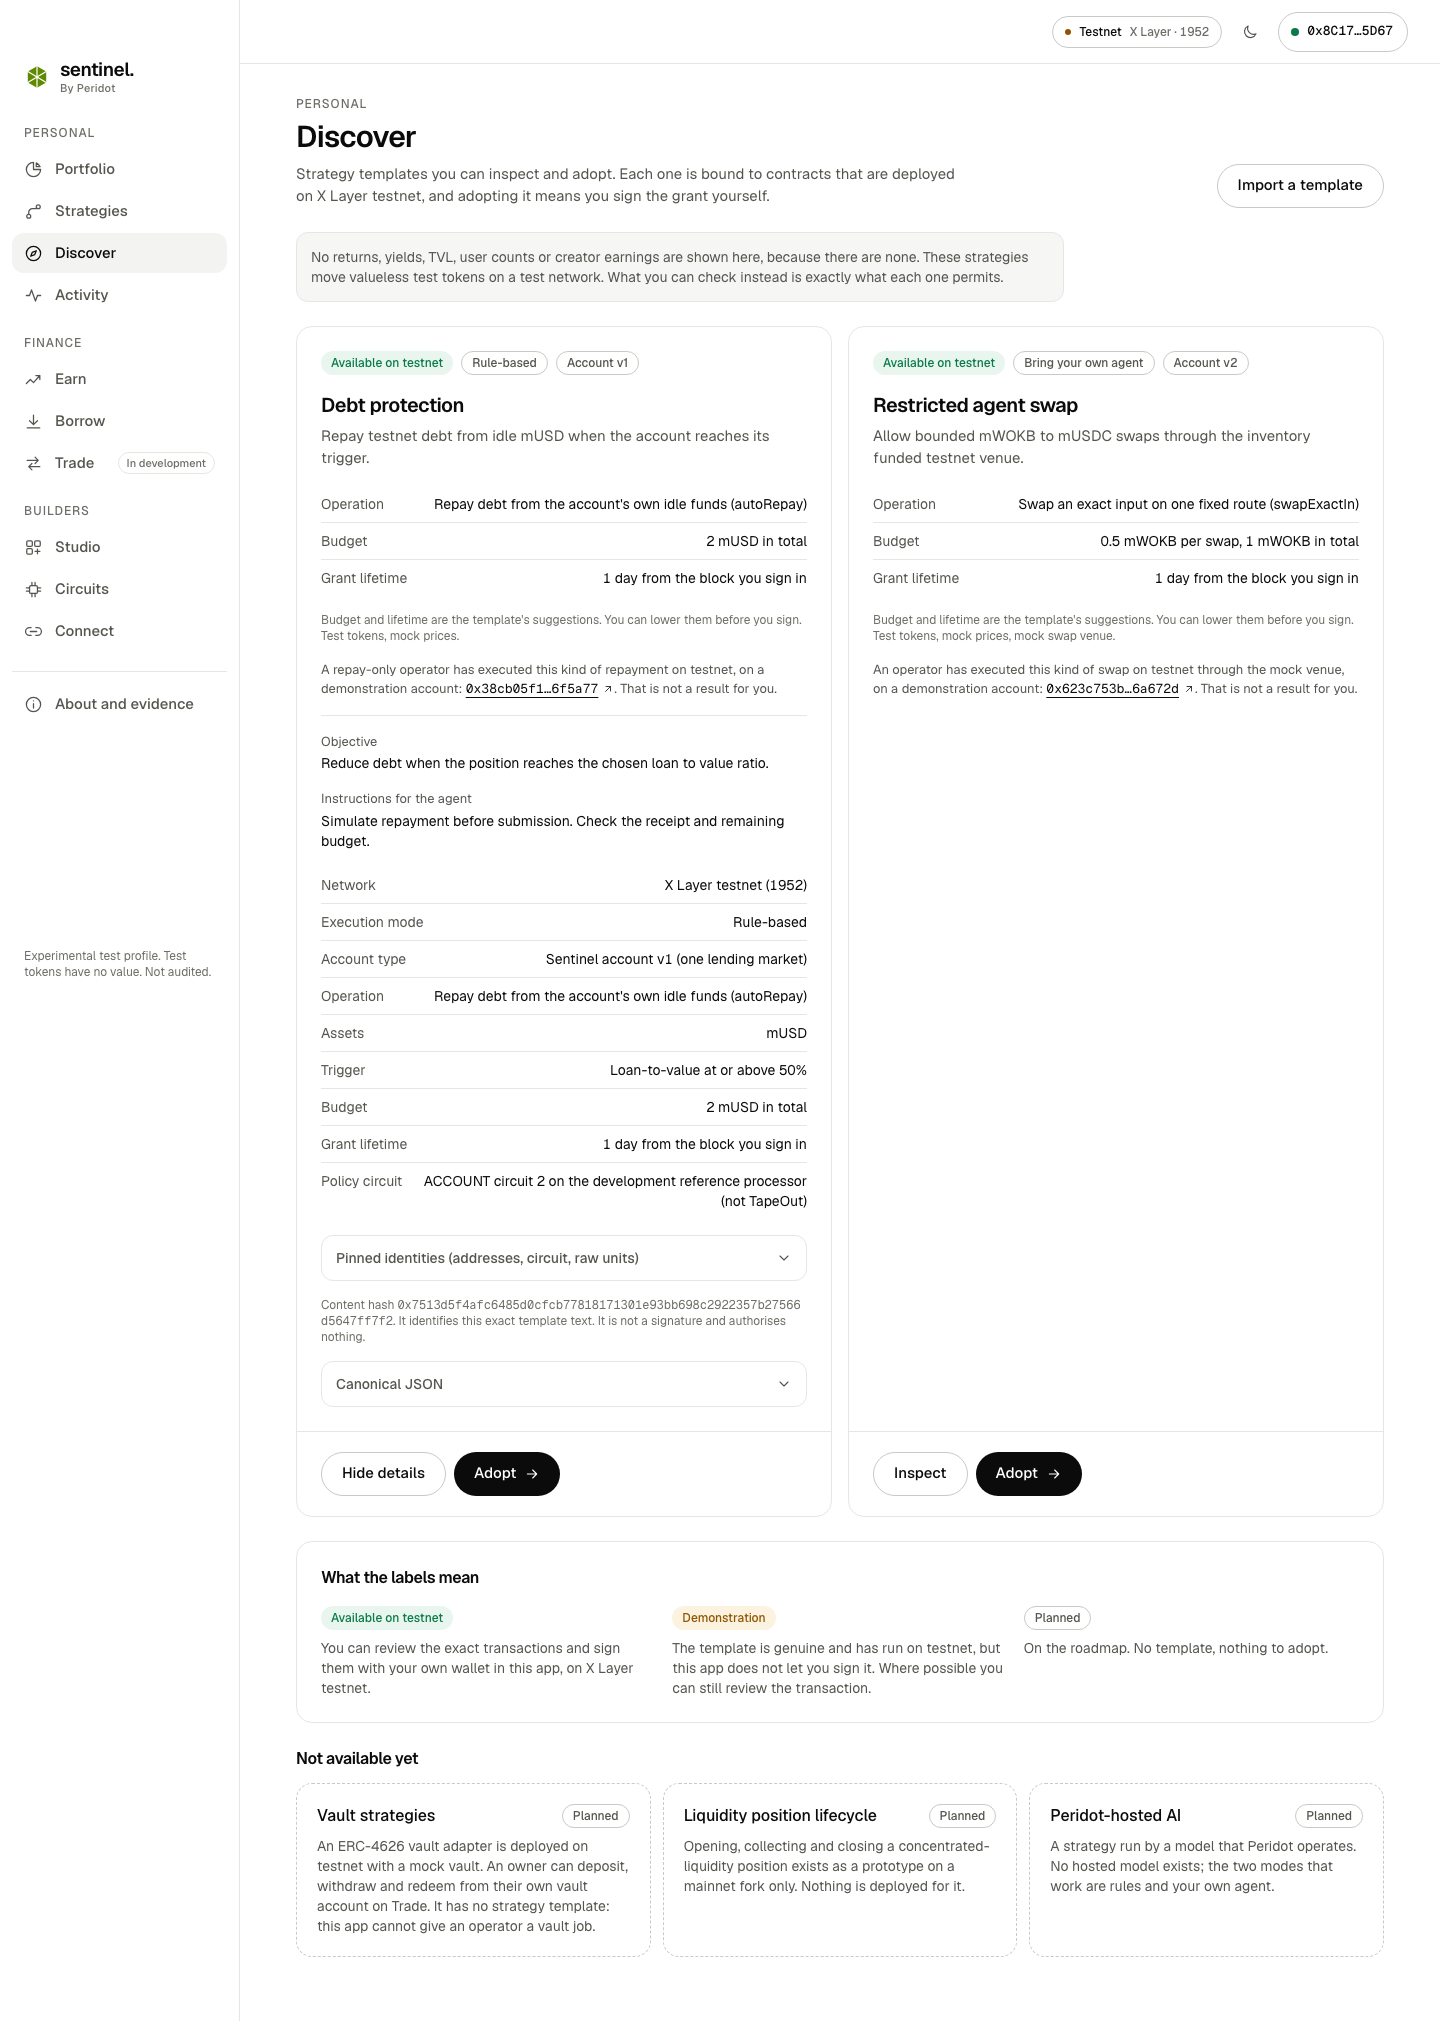 sentinel.
By Peridot
PERSONAL
Portfolio
Strategies
Discover
Activity
FINANCE
Earn
Borrow
Trade In development
BUILDERS
Studio
Circuits
Connect
About and evidence
Experimental test profile. Test
tokens have no value. Not audited.
Testnet X Layer · 1952
0x8C17…5D67
PERSONAL
Discover
Strategy templates you can inspect and adopt. Each one is bound to contracts that are deployed
on X Layer testnet, and adopting it means you sign the grant yourself.
Import a template
No returns, yields, TVL, user counts or creator earnings are shown here, because there are none. These strategies
move valueless test tokens on a test network. What you can check instead is exactly what each one permits.
Available on testnet Rule-based Account v1
Debt protection
Repay testnet debt from idle mUSD when the account reaches its
trigger.
Operation Repay debt from the account's own idle funds (autoRepay)
Budget 2 mUSD in total
Grant lifetime 1 day from the block you sign in
Budget and lifetime are the template's suggestions. You can lower them before you sign.
Test tokens, mock prices.
A repay-only operator has executed this kind of repayment on testnet, on a
demonstration account: 0x38cb05f1…6f5a77 ↗. That is not a result for you.
Objective
Reduce debt when the position reaches the chosen loan to value ratio.
Instructions for the agent
Simulate repayment before submission. Check the receipt and remaining
budget.
Network X Layer testnet (1952)
Execution mode Rule-based
Account type Sentinel account v1 (one lending market)
Operation Repay debt from the account's own idle funds (autoRepay)
Assets mUSD
Trigger Loan-to-value at or above 50%
Budget 2 mUSD in total
Grant lifetime 1 day from the block you sign in
Policy circuit ACCOUNT circuit 2 on the development reference processor
(not TapeOut)
Pinned identities (addresses, circuit, raw units)
Content hash 0x7513d5f4afc6485d0cfcb77818171301e93bb698c2922357b27566
d5647ff7f2. It identifies this exact template text. It is not a signature and authorises
nothing.
Canonical JSON
Hide details Adopt →
Available on testnet Bring your own agent Account v2
Restricted agent swap
Allow bounded mWOKB to mUSDC swaps through the inventory
funded testnet venue.
Operation Swap an exact input on one fixed route (swapExactIn)
Budget 0.5 mWOKB per swap, 1 mWOKB in total
Grant lifetime 1 day from the block you sign in
Budget and lifetime are the template's suggestions. You can lower them before you sign.
Test tokens, mock prices, mock swap venue.
An operator has executed this kind of swap on testnet through the mock venue,
on a demonstration account: 0x623c753b…6a672d ↗. That is not a result for you.
Inspect Adopt →
What the labels mean
Available on testnet
You can review the exact transactions and sign
them with your own wallet in this app, on X Layer
testnet.
Demonstration
The template is genuine and has run on testnet, but
this app does not let you sign it. Where possible you
can still review the transaction.
Planned
On the roadmap. No template, nothing to adopt.
Not available yet
Vault strategies Planned
An ERC-4626 vault adapter is deployed on
testnet with a mock vault. An owner can deposit,
withdraw and redeem from their own vault
account on Trade. It has no strategy template:
this app cannot give an operator a vault job.
Liquidity position lifecycle Planned
Opening, collecting and closing a concentrated-
liquidity position exists as a prototype on a
mainnet fork only. Nothing is deployed for it.
Peridot-hosted AI Planned
A strategy run by a model that Peridot operates.
No hosted model exists; the two modes that
work are rules and your own agent.